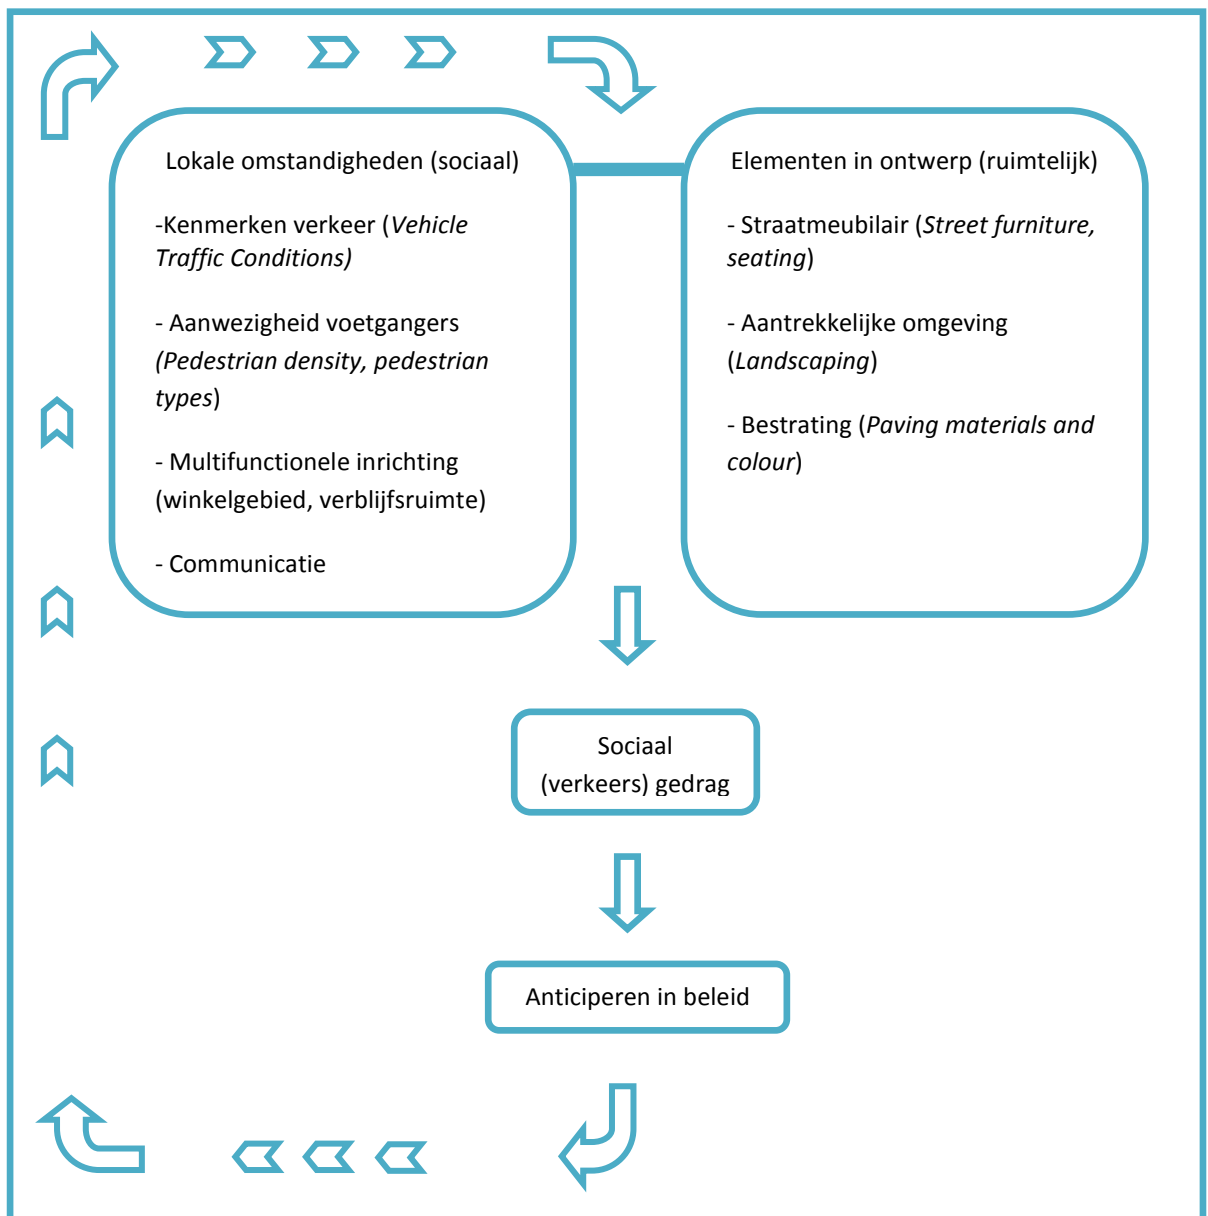 Lokale omstandigheden (sociaal)
-Kenmerken verkeer (Vehicle
Traffic Conditions)
- Aanwezigheid voetgangers
(Pedestrian density, pedestrian
types)
- Multifunctionele inrichting
(winkelgebied, verblijfsruimte)
- Communicatie
Elementen in ontwerp (ruimtelijk)
- Straatmeubilair (Street furniture,
seating)
- Aantrekkelijke omgeving
(Landscaping)
- Bestrating (Paving materials and
colour)
Sociaal
(verkeers) gedrag
Anticiperen in beleid